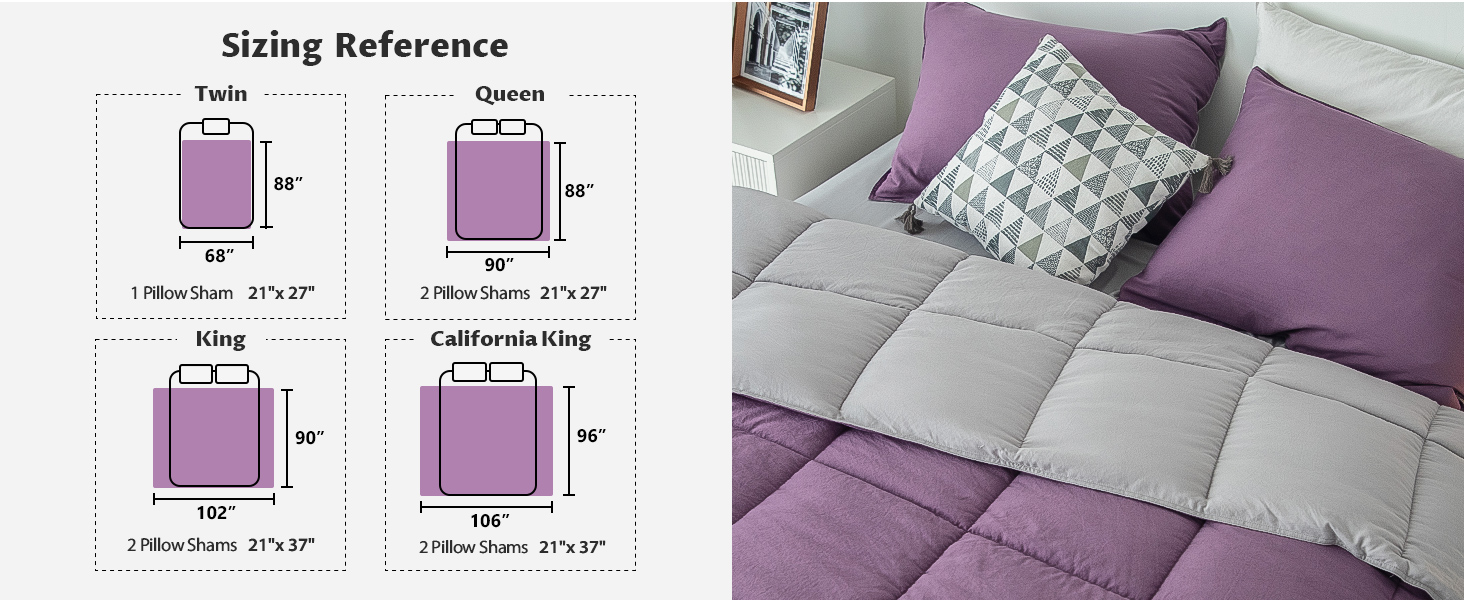 Sizing Reference
Twin
88”
68”
1 Pillow Sham 21"x 27"
Queen
88”
90”
2 Pillow Shams 21"x 27"
King
90”
102”
2 Pillow Shams 21"x 37"
California King
96”
106”
2 Pillow Shams 21"x 37"